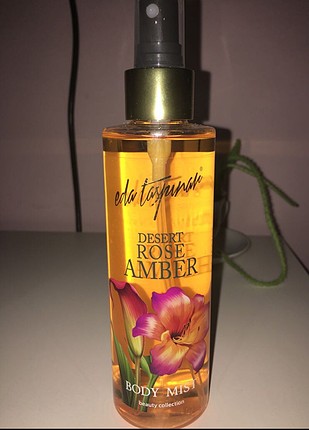 eda taşpınar®
DESERT
ROSE
AMBER
BODY MIST
beauty collection